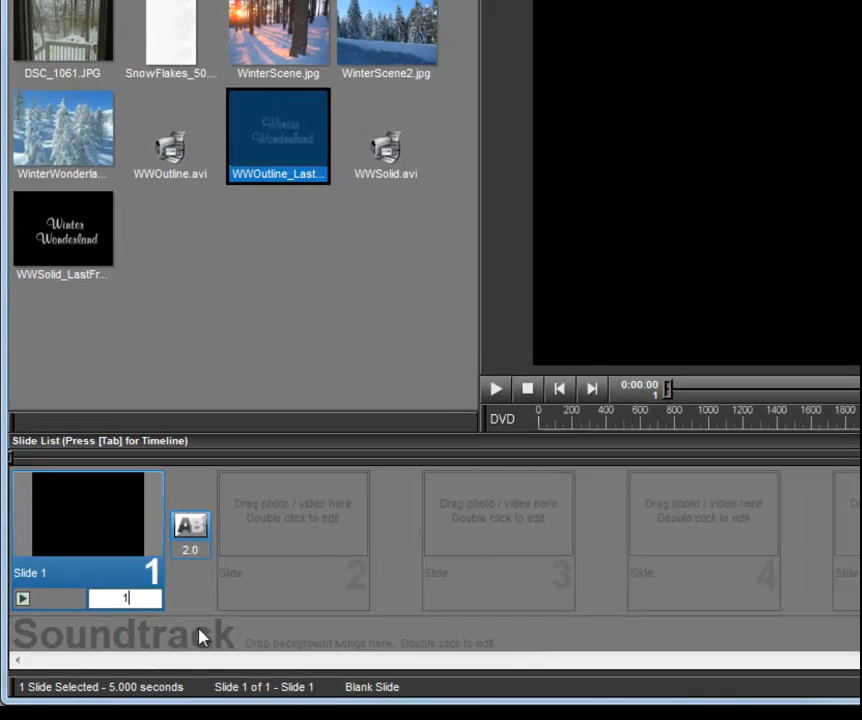 DSC_1061.JPG
SnowFlakes_50...
WinterScene.jpg
WinterScene2.jpg
Winter
Wonderland
WinterWonderla...
WWOutline.avi
WWOutline_Last...
WWSolid.avi
Winter
Wonderland
WWSolid_LastFr...
0:00.00
1
DVD
0 200 400 600 800 1000 1200 1400 1600 1800
Slide List (Press [Tab] for Timeline)
Drag photo / video here
Double click to edit
Drag photo / video here
Double click to edit
Drag photo / video here
Double click to edit
AB
2.0
Slide 1
1
Slide
2
Slide
3
Slide
4
1
Soundtrack
Drop background songs here. Double click to edit.
1 Slide Selected - 5.000 seconds
Slide 1 of 1 - Slide 1
Blank Slide